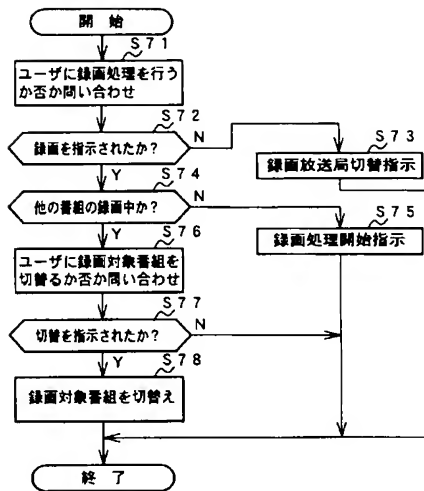 開始
S71
ユーザに録画処理を行う
か否か問い合わせ
S72
録画を指示されたか?
N
Y
S73
録画放送局切替指示
S74
他の番組の録画中か?
N
Y
S75
録画処理開始指示
S76
ユーザに録画対象番組を
切替るか否か問い合わせ
S77
切替を指示されたか?
N
Y
S78
録画対象番組を切替え
終了